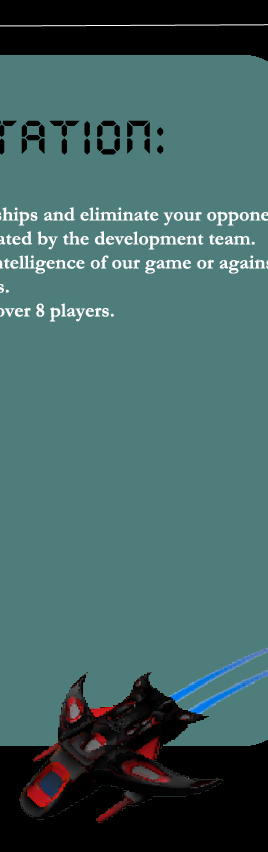 TATION:
ships and eliminate your oppone
ated by the development team.
ntelligence of our game or agains
s.
over 8 players.